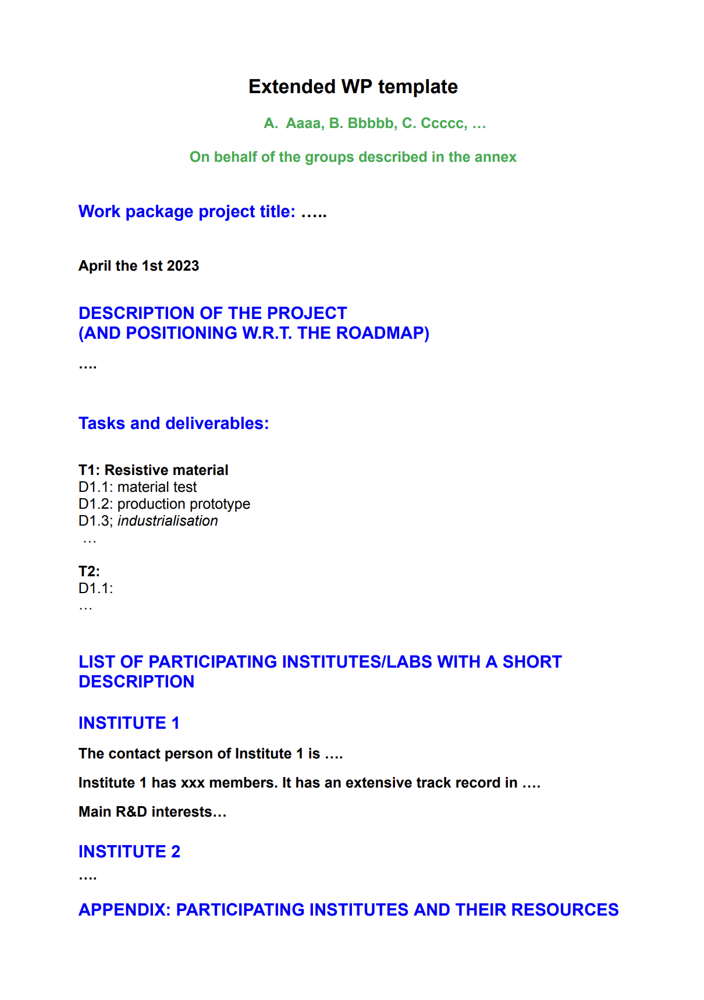 Extended WP template
A.  Aaaa, B. Bbbbb, C. Ccccc, …
On behalf of the groups described in the annex
Work package project title: …..
April the 1st 2023
DESCRIPTION OF THE PROJECT
(AND POSITIONING W.R.T. THE ROADMAP)
….
Tasks and deliverables:
T1: Resistive material
D1.1: material test
D1.2: production prototype
D1.3; industrialisation
…
T2:
D1.1:
…
LIST OF PARTICIPATING INSTITUTES/LABS WITH A SHORT
DESCRIPTION
INSTITUTE 1
The contact person of Institute 1 is ….
Institute 1 has xxx members. It has an extensive track record in ….
Main R&D interests…
INSTITUTE 2
….
APPENDIX: PARTICIPATING INSTITUTES AND THEIR RESOURCES